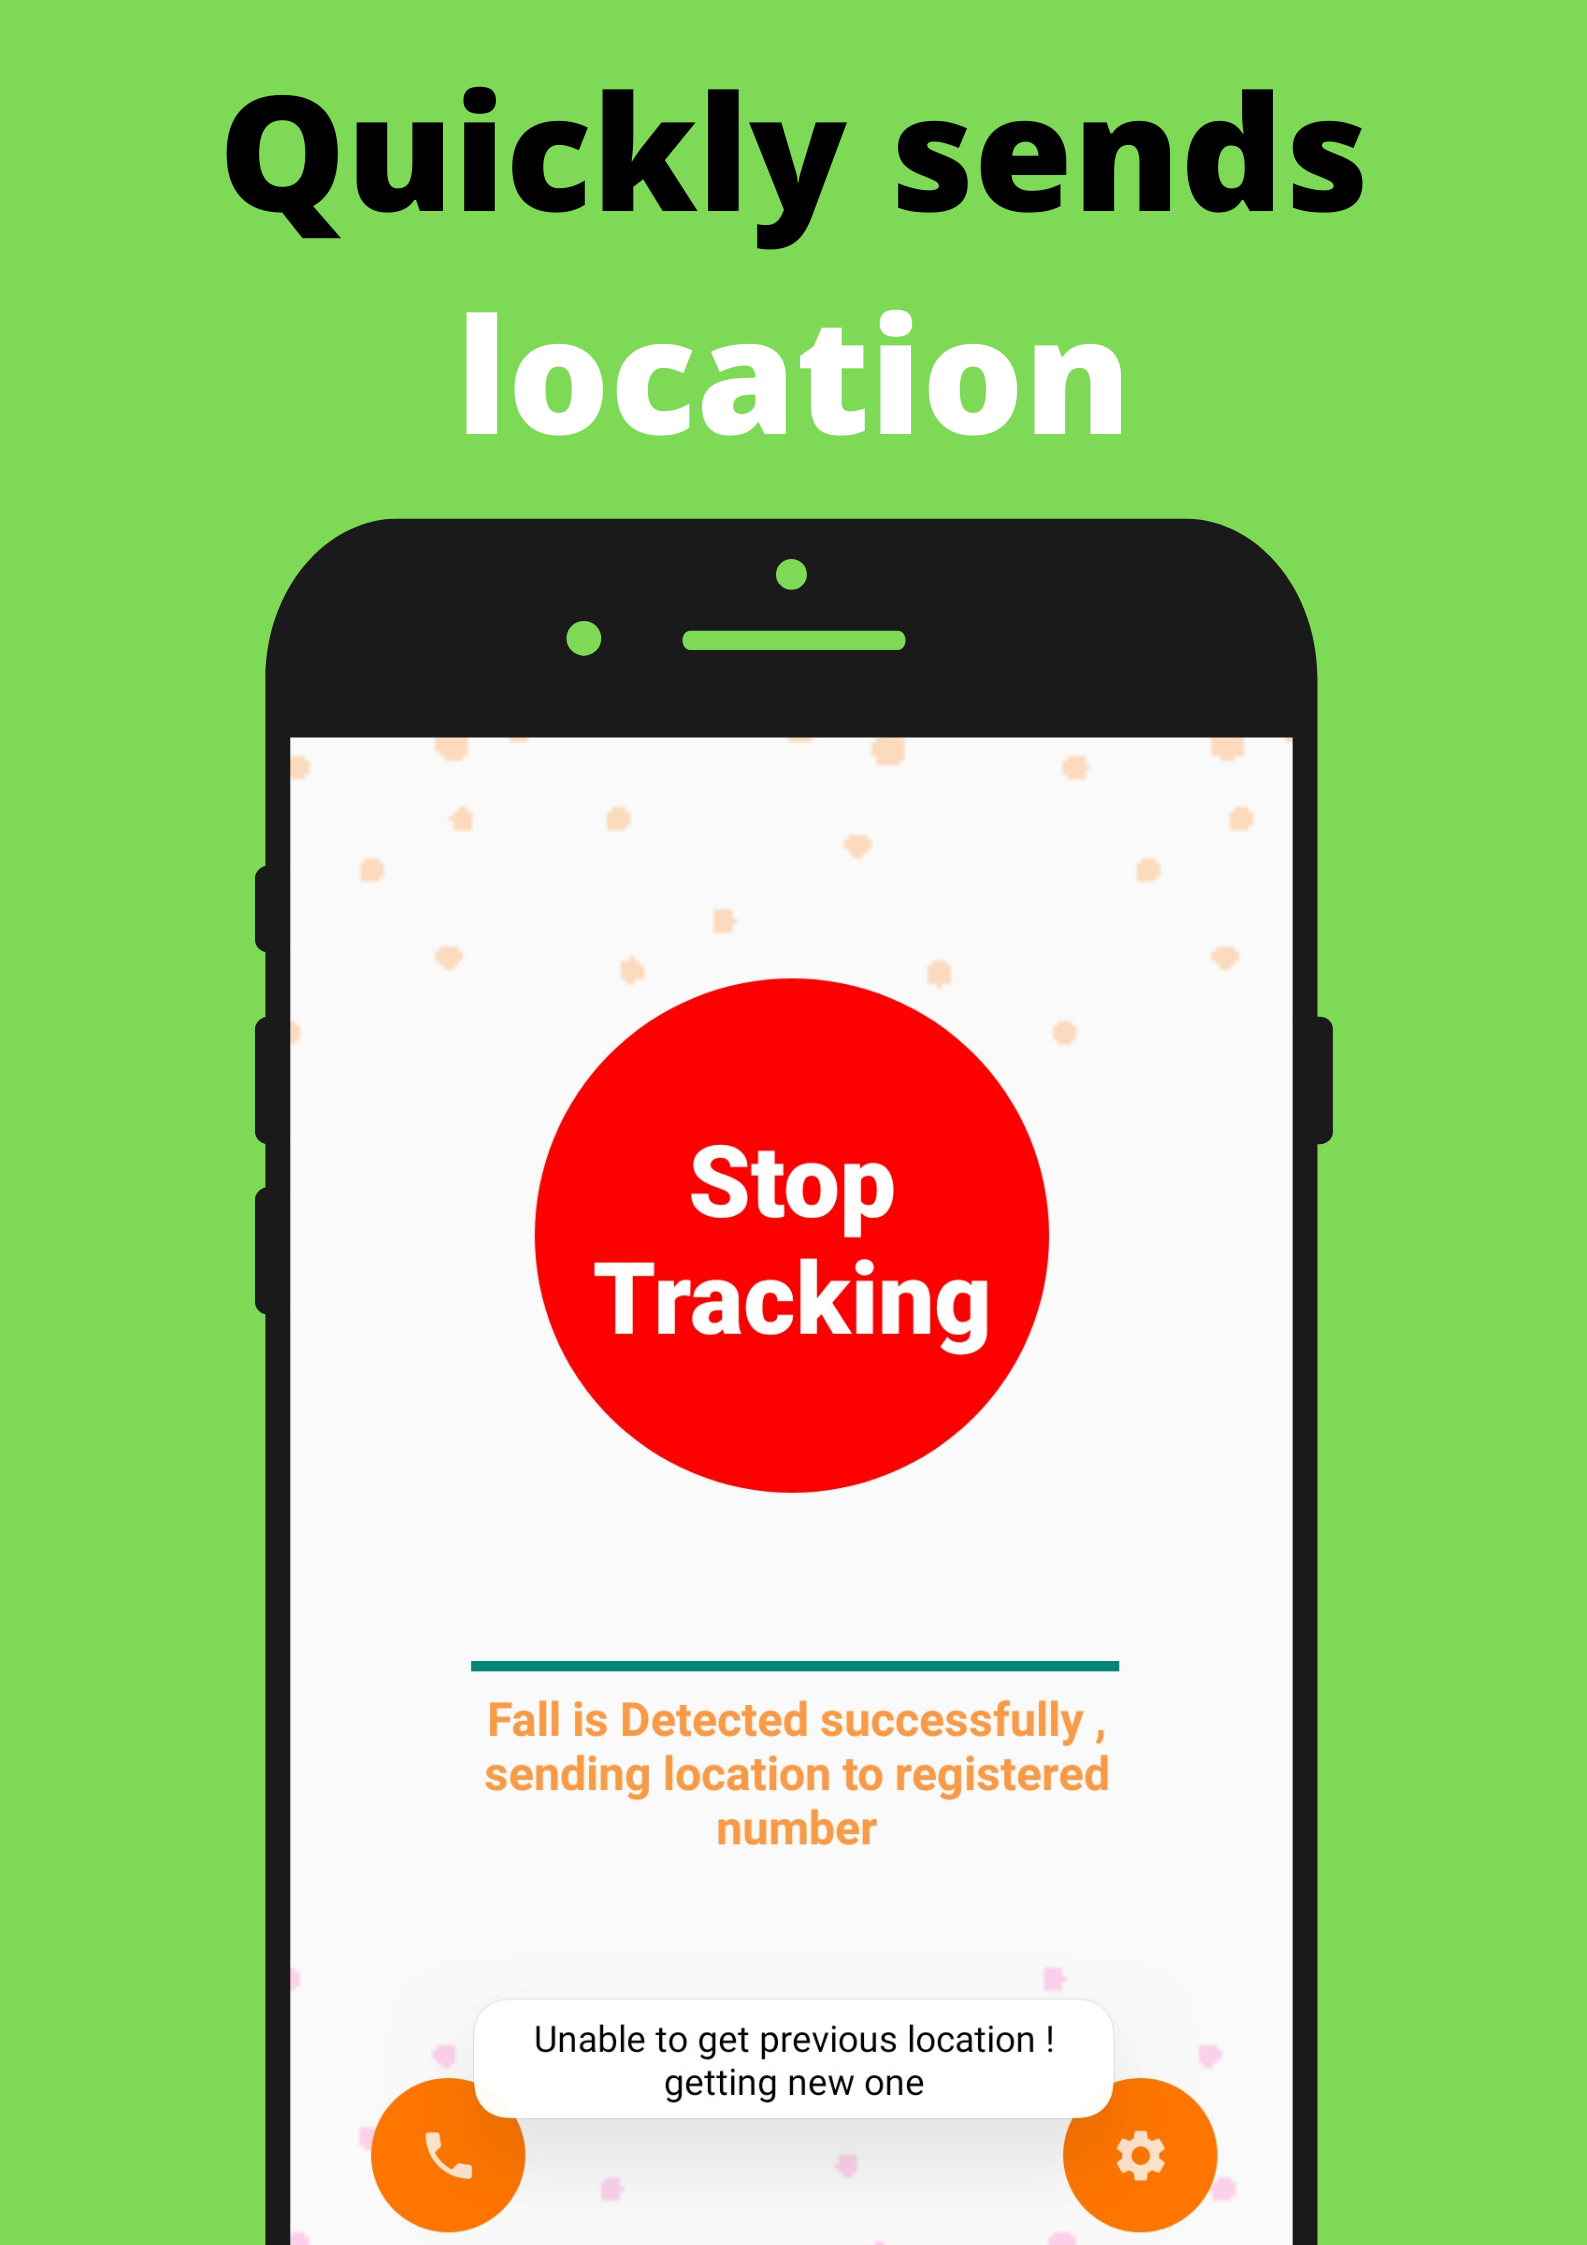 Quickly sends
location
Stop
Tracking
Fall is Detected successfully ,
sending location to registered
number
Unable to get previous location !
getting new one